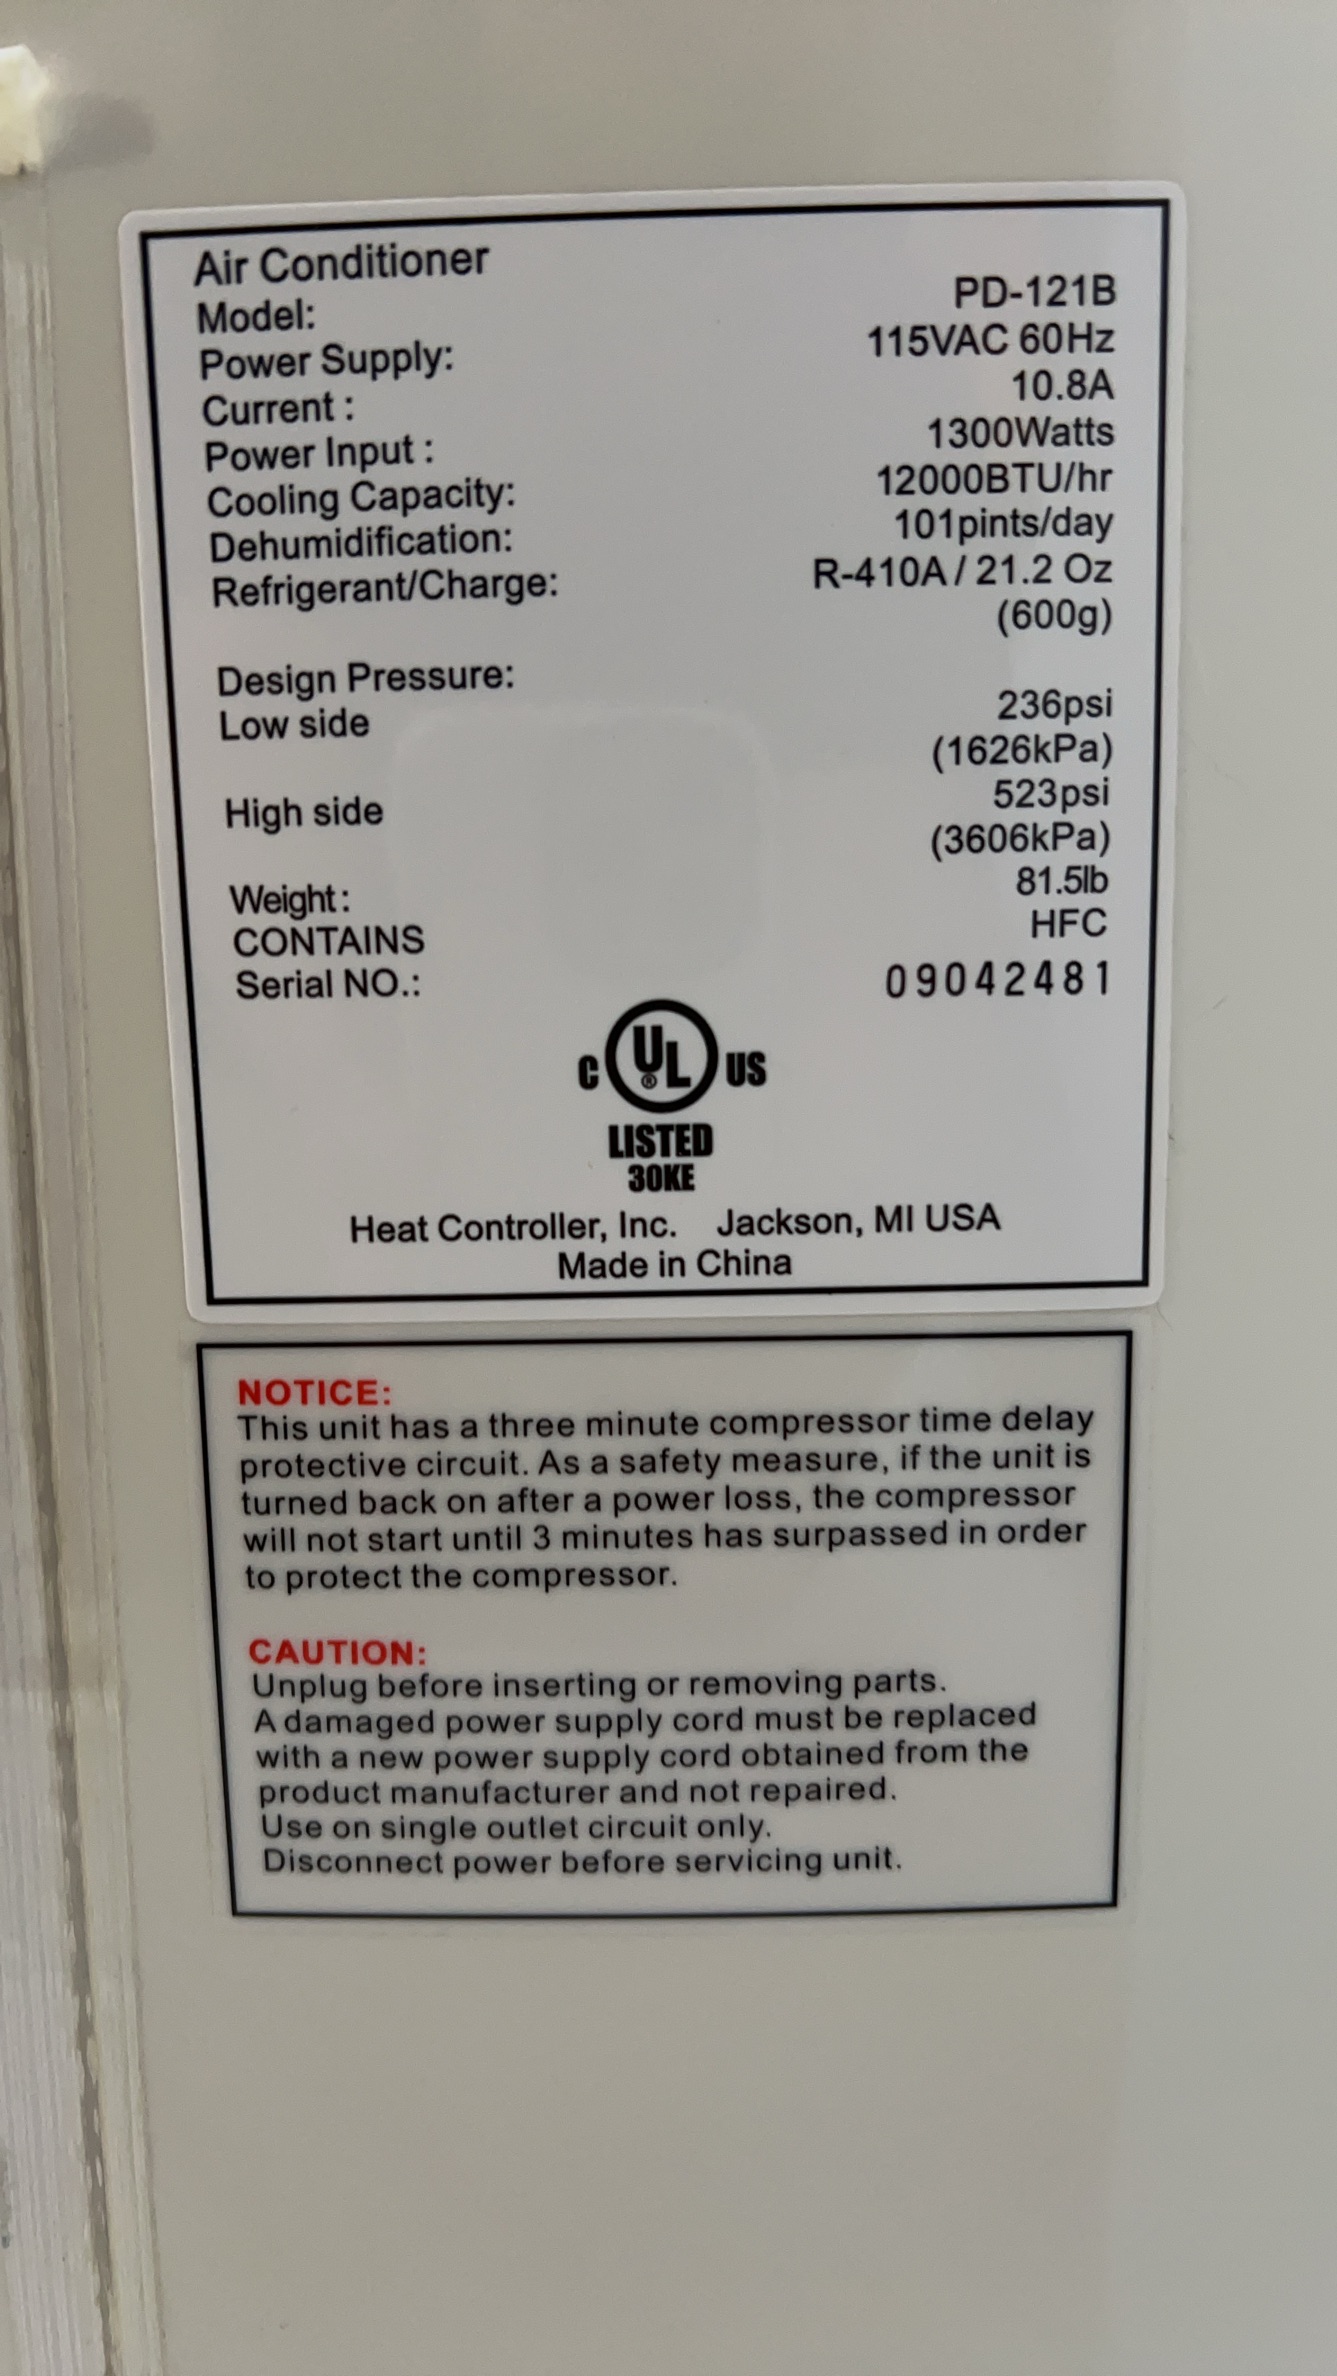 Air Conditioner
Model: PD-121B
Power Supply: 115VAC 60Hz
Current : 10.8A
Power Input : 1300Watts
Cooling Capacity: 12000BTU/hr
Dehumidification: 101pints/day
Refrigerant/Charge: R-410A / 21.2 Oz
(600g)
Design Pressure:
Low side 236psi
(1626kPa)
High side 523psi
(3606kPa)
Weight: 81.5lb
CONTAINS HFC
Serial NO.: 09042481
C UL® US
LISTED
30KE
Heat Controller, Inc. Jackson, MI USA
Made in China
NOTICE:
This unit has a three minute compressor time delay
protective circuit. As a safety measure, if the unit is
turned back on after a power loss, the compressor
will not start until 3 minutes has surpassed in order
to protect the compressor.
CAUTION:
Unplug before inserting or removing parts.
A damaged power supply cord must be replaced
with a new power supply cord obtained from the
product manufacturer and not repaired.
Use on single outlet circuit only.
Disconnect power before servicing unit.